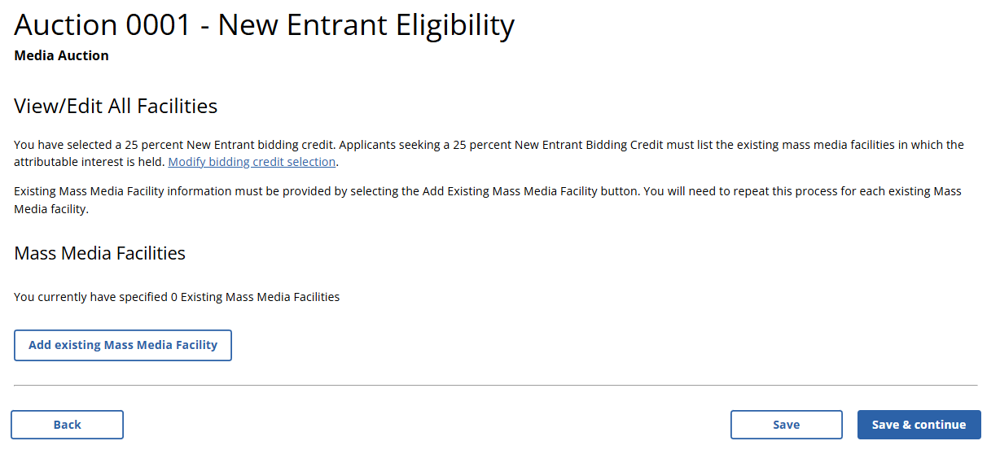 Auction 0001 - New Entrant Eligibility
Media Auction
View/Edit All Facilities
You have selected a 25 percent New Entrant bidding credit. Applicants seeking a 25 percent New Entrant Bidding Credit must list the existing mass media facilities in which the
attributable interest is held. Modify bidding credit selection.
Existing Mass Media Facility information must be provided by selecting the Add Existing Mass Media Facility button. You will need to repeat this process for each existing Mass
Media facility.
Mass Media Facilities
You currently have specified 0 Existing Mass Media Facilities
Add existing Mass Media Facility
Back
Save
Save & continue